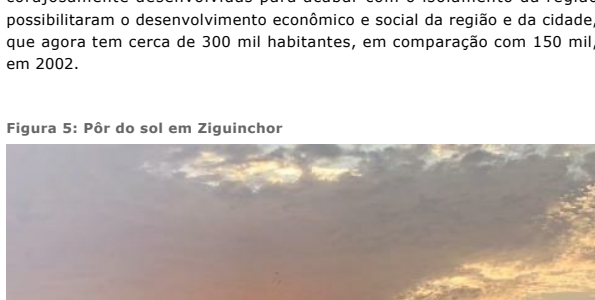 corajosamente desenvolvidas para acabar com o isolamento da região
possibilitaram o desenvolvimento econômico e social da região e da cidade,
que agora tem cerca de 300 mil habitantes, em comparação com 150 mil,
em 2002.
Figura 5: Pôr do sol em Ziguinchor